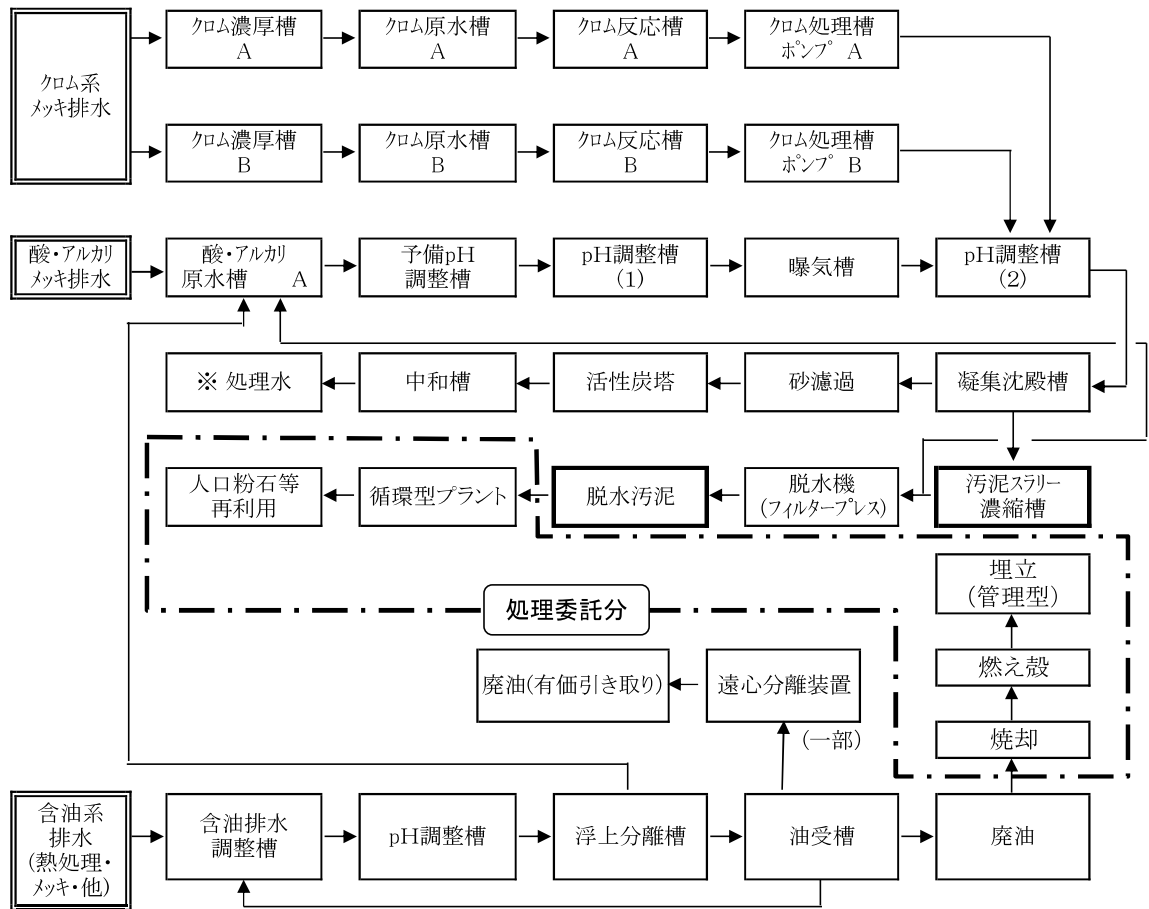 クロム系
メッキ排水
クロム濃厚槽
A
クロム原水槽
A
クロム反応槽
A
クロム処理槽
ポンプ A
クロム濃厚槽
B
クロム原水槽
B
クロム反応槽
B
クロム処理槽
ポンプ B
酸・アルカリ
メッキ排水
酸・アルカリ
原水槽 A
予備pH
調整槽
pH調整槽
(1)
曝気槽
pH調整槽
(2)
※ 処理水
中和槽
活性炭塔
砂濾過
凝集沈殿槽
人口粉石等
再利用
循環型プラント
脱水汚泥
脱水機
(フィルタープレス)
汚泥スラリー
濃縮槽
埋立
(管理型)
処理委託分
燃え殻
廃油(有価引き取り)
遠心分離装置
(一部)
焼却
含油系
排水
(熱処理・
メッキ・他)
含油排水
調整槽
pH調整槽
浮上分離槽
油受槽
廃油